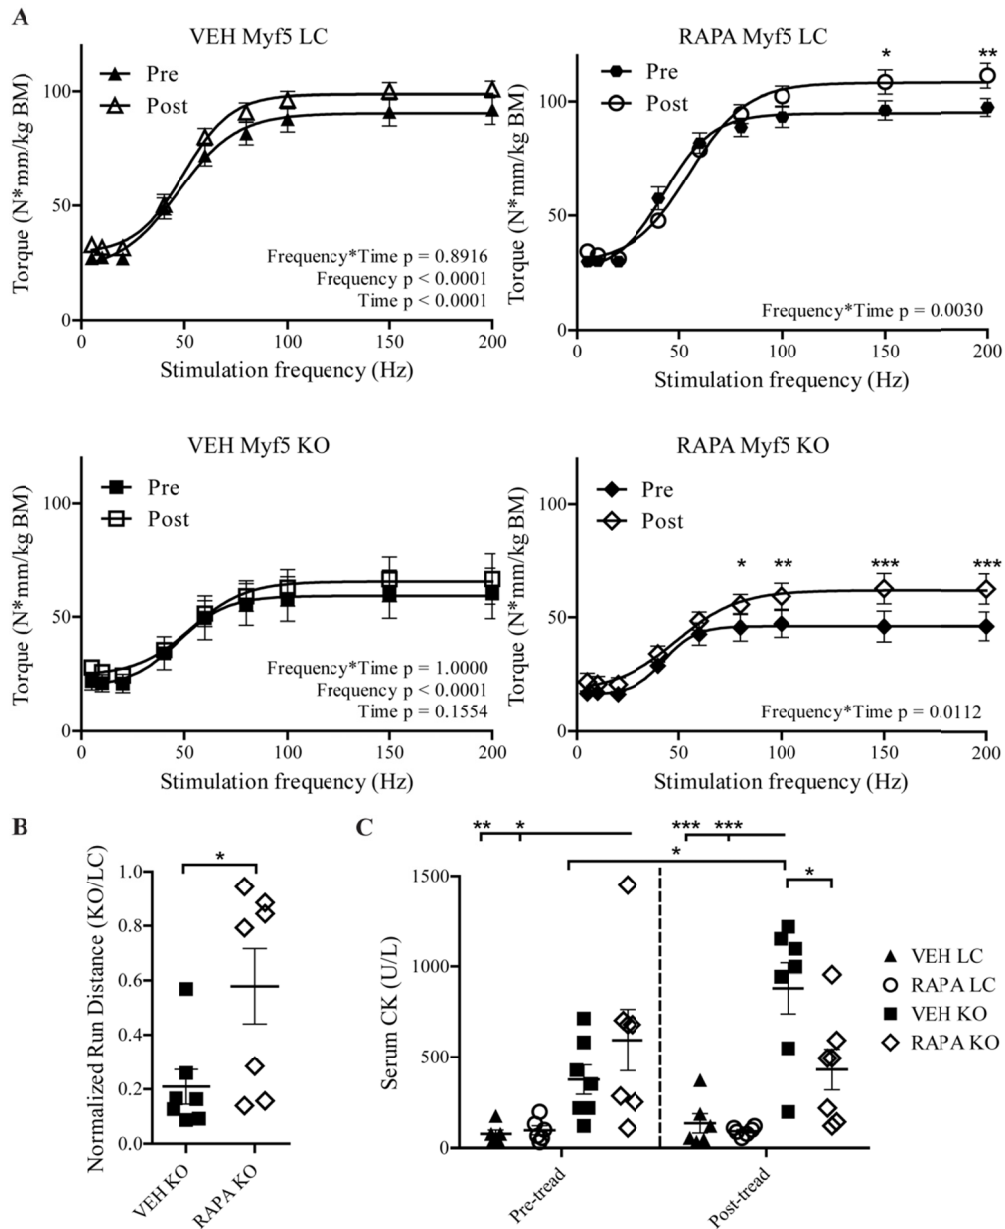 A
VEH Myf5 LC
Pre
Post
Torque (N*mm/kg BM)
100
50
0
Frequency*Time p = 0.8916
Frequency p < 0.0001
Time p < 0.0001
0 50 100 150 200
Stimulation frequency (Hz)
RAPA Myf5 LC
Pre
Post
* **
Torque (N*mm/kg BM)
100
50
0
Frequency*Time p = 0.0030
0 50 100 150 200
Stimulation frequency (Hz)
VEH Myf5 KO
Pre
Post
Torque (N*mm/kg BM)
100
50
0
Frequency*Time p = 1.0000
Frequency p < 0.0001
Time p = 0.1554
0 50 100 150 200
Stimulation frequency (Hz)
RAPA Myf5 KO
Pre
Post
* ** *** ***
Torque (N*mm/kg BM)
100
50
0
Frequency*Time p = 0.0112
0 50 100 150 200
Stimulation frequency (Hz)
B
*
Normalized Run Distance (KO/LC)
1.0
0.8
0.6
0.4
0.2
0.0
VEH KO
RAPA KO
C
** * *** ***
*
*
Serum CK (U/L)
1500
1000
500
0
Pre-tread
Post-tread
VEH LC
RAPA LC
VEH KO
RAPA KO